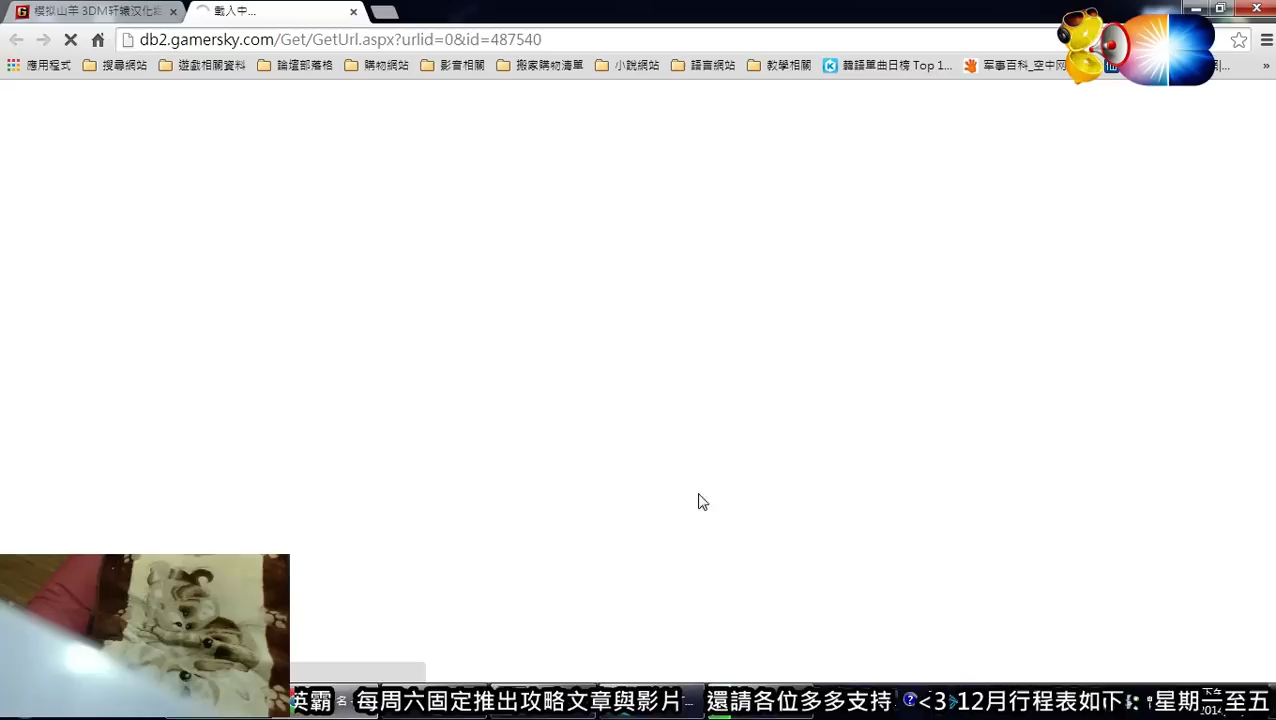 模拟山羊 3DM轩辕汉化
載入中...
db2.gamersky.com/Get/GetUrl.aspx?urlid=0&id=487540
應用程式 搜尋網站 遊戲相關資料 論壇部落格 購物網站 影音相關 搬家購物清單 小說網站 語言網站 教學相關 韓語單曲日榜 Top 1... 军事百科_空中网
英霸 每周六固定推出攻略文章與影片 還請各位多多支持 <3 12月行程表如下: 星期一至五